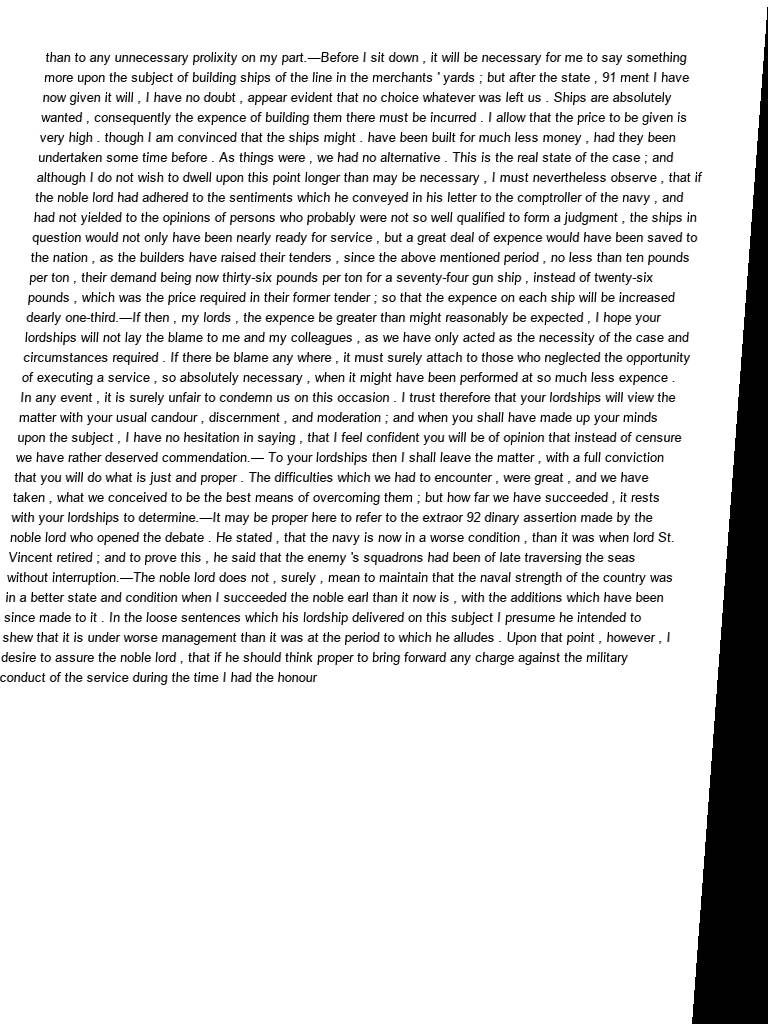 than to any unnecessary prolixity on my part.—Before I sit down , it will be necessary for me to say something
more upon the subject of building ships of the line in the merchants ' yards ; but after the state , 91 ment I have
now given it will , I have no doubt , appear evident that no choice whatever was left us . Ships are absolutely
wanted , consequently the expence of building them there must be incurred . I allow that the price to be given is
very high . though I am convinced that the ships might . have been built for much less money , had they been
undertaken some time before . As things were , we had no alternative . This is the real state of the case ; and
although I do not wish to dwell upon this point longer than may be necessary , I must nevertheless observe , that if
the noble lord had adhered to the sentiments which he conveyed in his letter to the comptroller of the navy , and
had not yielded to the opinions of persons who probably were not so well qualified to form a judgment , the ships in
question would not only have been nearly ready for service , but a great deal of expence would have been saved to
the nation , as the builders have raised their tenders , since the above mentioned period , no less than ten pounds
per ton , their demand being now thirty-six pounds per ton for a seventy-four gun ship , instead of twenty-six
pounds , which was the price required in their former tender ; so that the expence on each ship will be increased
dearly one-third.—If then , my lords , the expence be greater than might reasonably be expected , I hope your
lordships will not lay the blame to me and my colleagues , as we have only acted as the necessity of the case and
circumstances required . If there be blame any where , it must surely attach to those who neglected the opportunity
of executing a service , so absolutely necessary , when it might have been performed at so much less expence .
In any event , it is surely unfair to condemn us on this occasion . I trust therefore that your lordships will view the
matter with your usual candour , discernment , and moderation ; and when you shall have made up your minds
upon the subject , I have no hesitation in saying , that I feel confident you will be of opinion that instead of censure
we have rather deserved commendation.— To your lordships then I shall leave the matter , with a full conviction
that you will do what is just and proper . The difficulties which we had to encounter , were great , and we have
taken , what we conceived to be the best means of overcoming them ; but how far we have succeeded , it rests
with your lordships to determine.—It may be proper here to refer to the extraor 92 dinary assertion made by the
noble lord who opened the debate . He stated , that the navy is now in a worse condition , than it was when lord St.
Vincent retired ; and to prove this , he said that the enemy 's squadrons had been of late traversing the seas
without interruption.—The noble lord does not , surely , mean to maintain that the naval strength of the country was
in a better state and condition when I succeeded the noble earl than it now is , with the additions which have been
since made to it . In the loose sentences which his lordship delivered on this subject I presume he intended to
shew that it is under worse management than it was at the period to which he alludes . Upon that point , however , I
desire to assure the noble lord , that if he should think proper to bring forward any charge against the military
conduct of the service during the time I had the honour